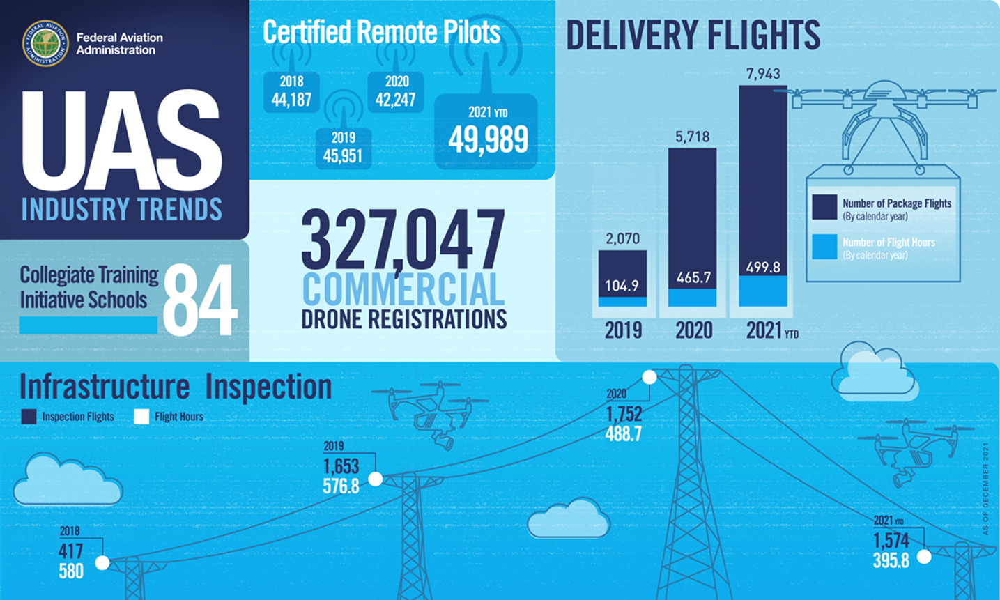 FEDERAL AVIATION
ADMINISTRATION
Federal Aviation
Administration
UAS
INDUSTRY TRENDS
Collegiate Training
Initiative Schools
84
Certified Remote Pilots
2018
44,187
2019
45,951
2020
42,247
2021 YTD
49,989
327,047
COMMERCIAL
DRONE REGISTRATIONS
DELIVERY FLIGHTS
2,070
104.9
2019
5,718
465.7
2020
7,943
499.8
2021 YTD
Number of Package Flights
(By calendar year)
Number of Flight Hours
(By calendar year)
Infrastructure Inspection
Inspection Flights
Flight Hours
2018
417
580
2019
1,653
576.8
2020
1,752
488.7
2021 YTD
1,574
395.8
AS OF DECEMBER 2021